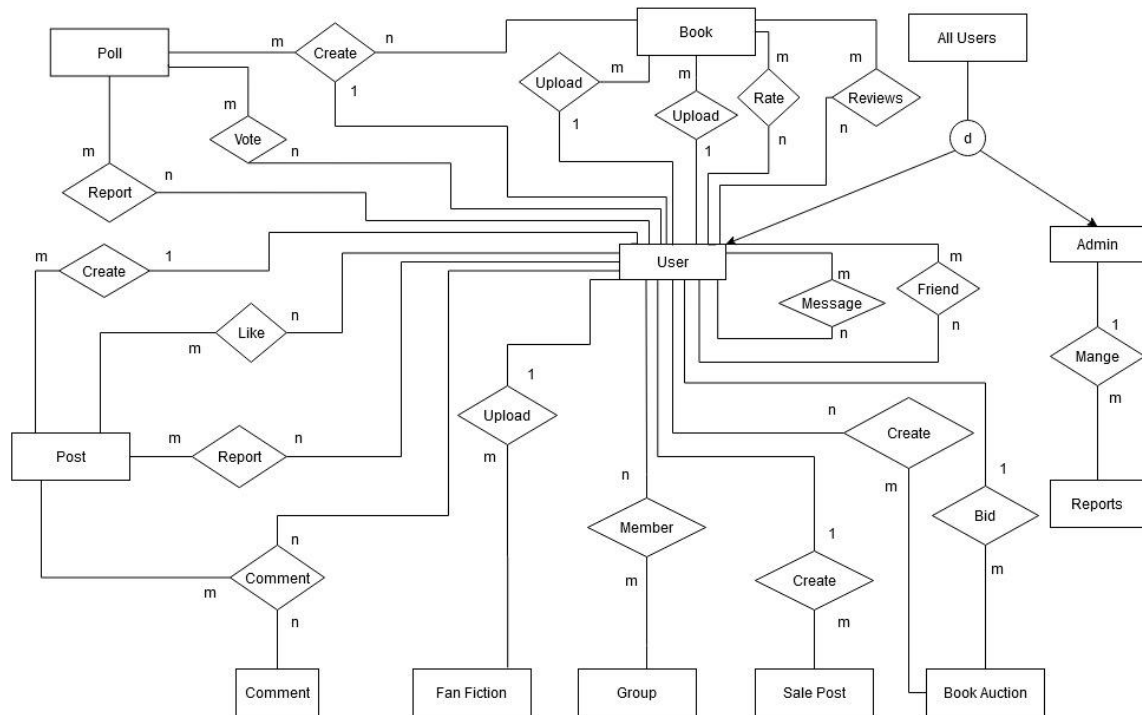 Poll
m
Create
n
Book
All Users
1
Upload
m
m
m
m
Rate
Reviews
Upload
m
Vote
n
1
1
n
n
d
m
Report
n
m
Create
1
User
Admin
m
Message
n
m
Friend
n
n
Like
m
1
Mange
m
1
Upload
m
n
Create
m
Post
m
Report
n
n
Member
m
1
Bid
m
Reports
1
Create
m
n
Comment
m
n
Comment
Fan Fiction
Group
Sale Post
Book Auction